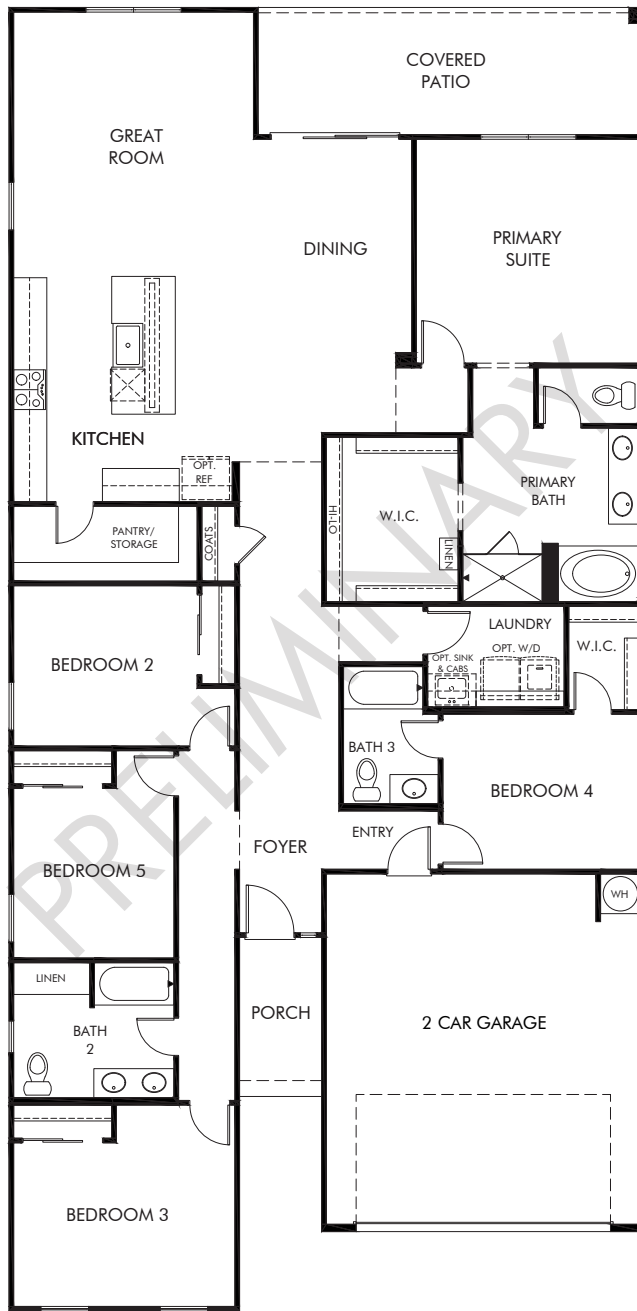 COVERED
PATIO
GREAT
ROOM
DINING
PRIMARY
SUITE
KITCHEN
OPT.
REF
PANTRY/
STORAGE
COATS
HI-LO
W.I.C.
LINEN
PRIMARY
BATH
LAUNDRY
OPT. W/D
OPT. SINK
& CABS
W.I.C.
BEDROOM 2
BATH 3
BEDROOM 4
BEDROOM 5
FOYER
ENTRY
WH
LINEN
BATH
2
PORCH
2 CAR GARAGE
BEDROOM 3
PRELIMINARY